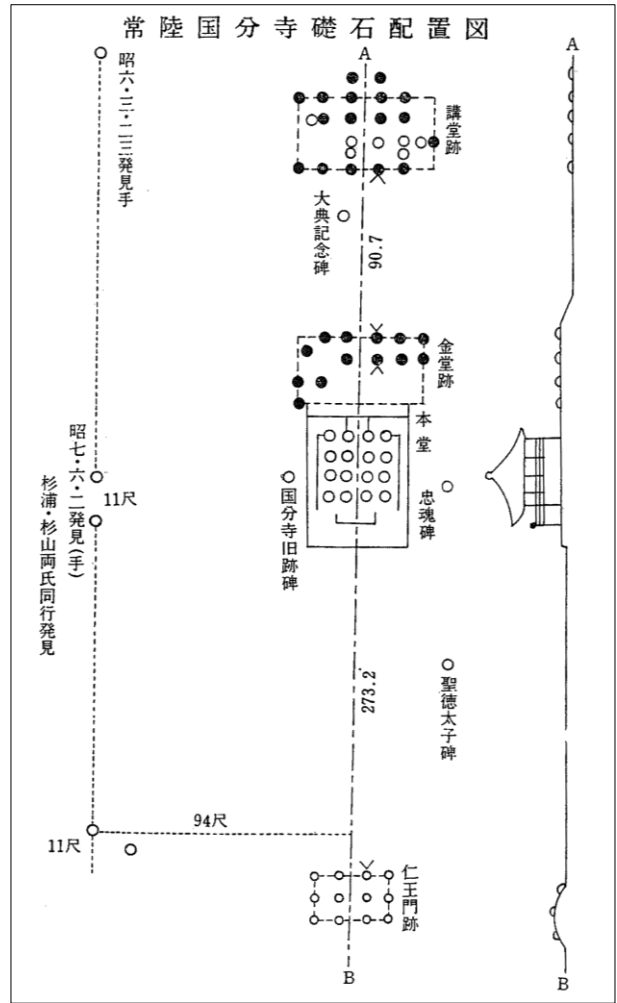 常陸国分寺礎石配置図
A
A
昭六・三・二三発見手
講堂跡
大典記念碑
90.7
金堂跡
本堂
昭七・六・二発見(手)
杉浦・杉山両氏同行発見
11尺
国分寺旧跡碑
忠魂碑
273.2
聖徳太子碑
94尺
11尺
仁王門跡
B
B